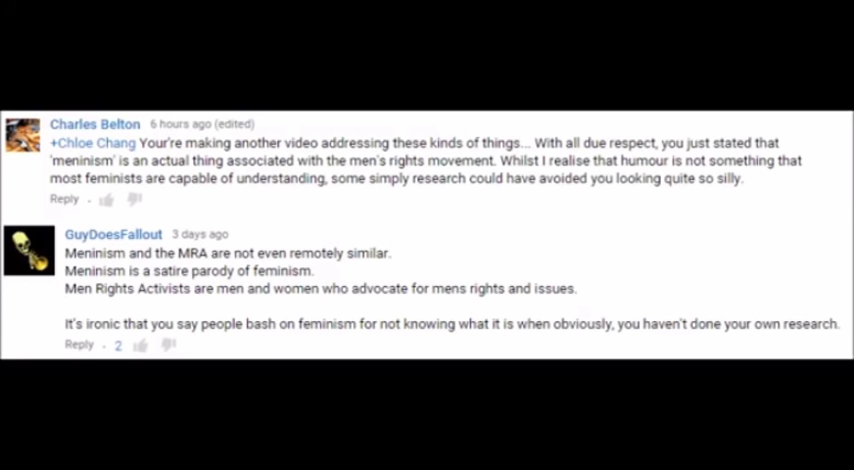 Charles Belton 6 hours ago (edited)
+Chloe Chang Your're making another video addressing these kinds of things... With all due respect, you just stated that
'meninism' is an actual thing associated with the men's rights movement. Whilst I realise that humour is not something that
most feminists are capable of understanding, some simply research could have avoided you looking quite so silly.
Reply
GuyDoesFallout 3 days ago
Meninism and the MRA are not even remotely similar.
Meninism is a satire parody of feminism.
Men Rights Activists are men and women who advocate for mens rights and issues.
It's ironic that you say people bash on feminism for not knowing what it is when obviously, you haven't done your own research.
Reply · 2